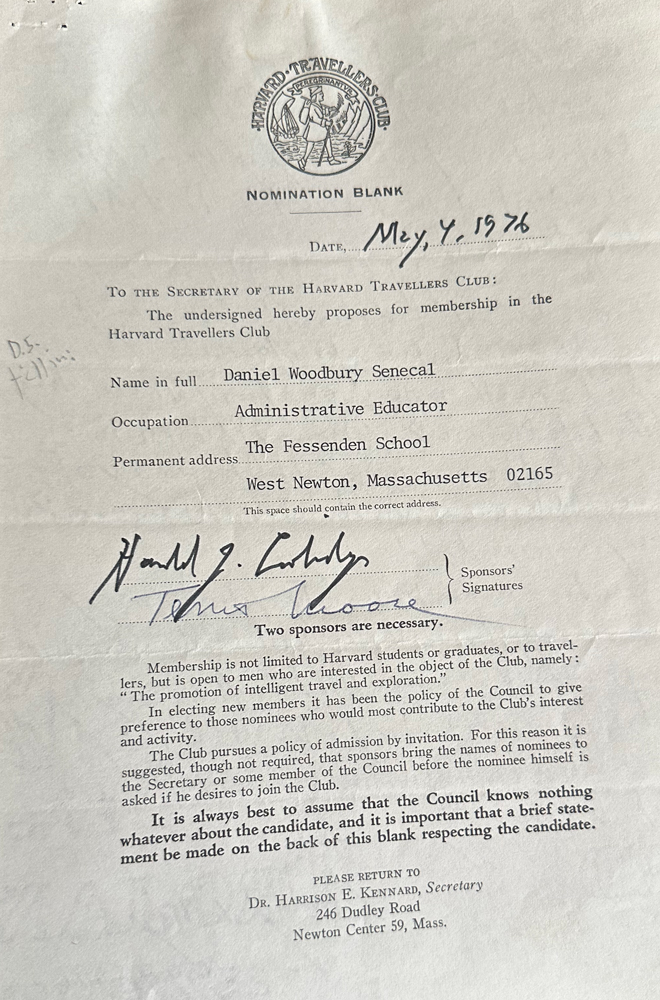 HARVARD·TRAVELLERS·CLUB·
PEREGRINANTVR
NOMINATION BLANK
DATE, May, 4, 1976
TO THE SECRETARY OF THE HARVARD TRAVELLERS CLUB:
The undersigned hereby proposes for membership in the
Harvard Travellers Club
D.S.
Name in full Daniel Woodbury Senecal
Occupation Administrative Educator
Permanent address The Fessenden School
West Newton, Massachusetts 02165
This space should contain the correct address.
Harold J. Coolidge
Terris Moore
Sponsors'
Signatures
Two sponsors are necessary.
Membership is not limited to Harvard students or graduates, or to travel-
lers, but is open to men who are interested in the object of the Club, namely:
“The promotion of intelligent travel and exploration.”
In electing new members it has been the policy of the Council to give
preference to those nominees who would most contribute to the Club's interest
and activity.
The Club pursues a policy of admission by invitation. For this reason it is
suggested, though not required, that sponsors bring the names of nominees to
the Secretary or some member of the Council before the nominee himself is
asked if he desires to join the Club.
It is always best to assume that the Council knows nothing
whatever about the candidate, and it is important that a brief state-
ment be made on the back of this blank respecting the candidate.
PLEASE RETURN TO
DR. HARRISON E. KENNARD, Secretary
246 Dudley Road
Newton Center 59, Mass.